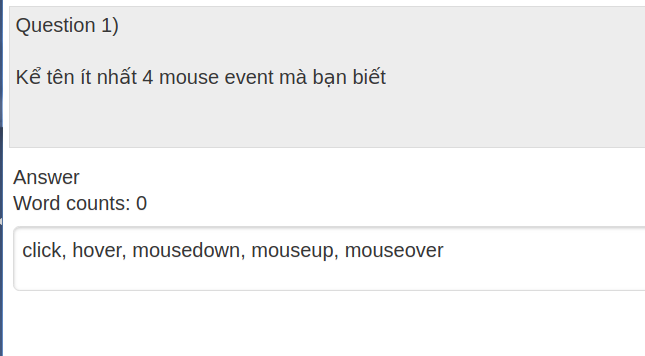 Question 1)
Kể tên ít nhất 4 mouse event mà bạn biết
Answer
Word counts: 0
click, hover, mousedown, mouseup, mouseover